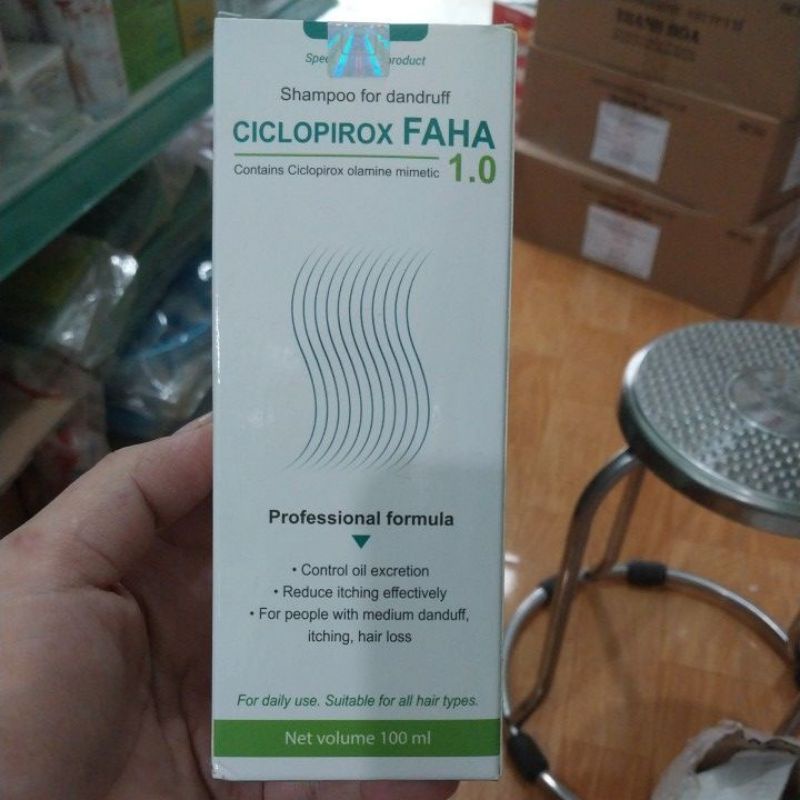 Shampoo for dandruff
CICLOPIROX FAHA
Contains Ciclopirox olamine mimetic 1.0
Professional formula
• Control oil excretion
• Reduce itching effectively
• For people with medium danduff,
itching, hair loss
For daily use. Suitable for all hair types.
Net volume 100 ml